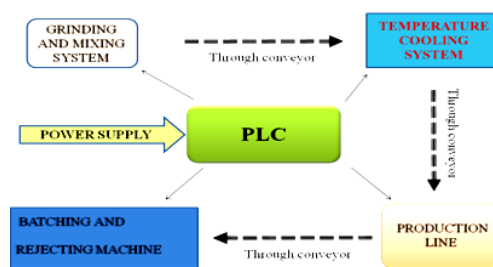 GRINDING
AND MIXING
SYSTEM
Through conveyor
TEMPERATURE
COOLING
SYSTEM
Through
conveyor
POWER SUPPLY
PLC
BATCHING AND
REJECTING MACHINE
Through conveyor
PRODUCTION
LINE